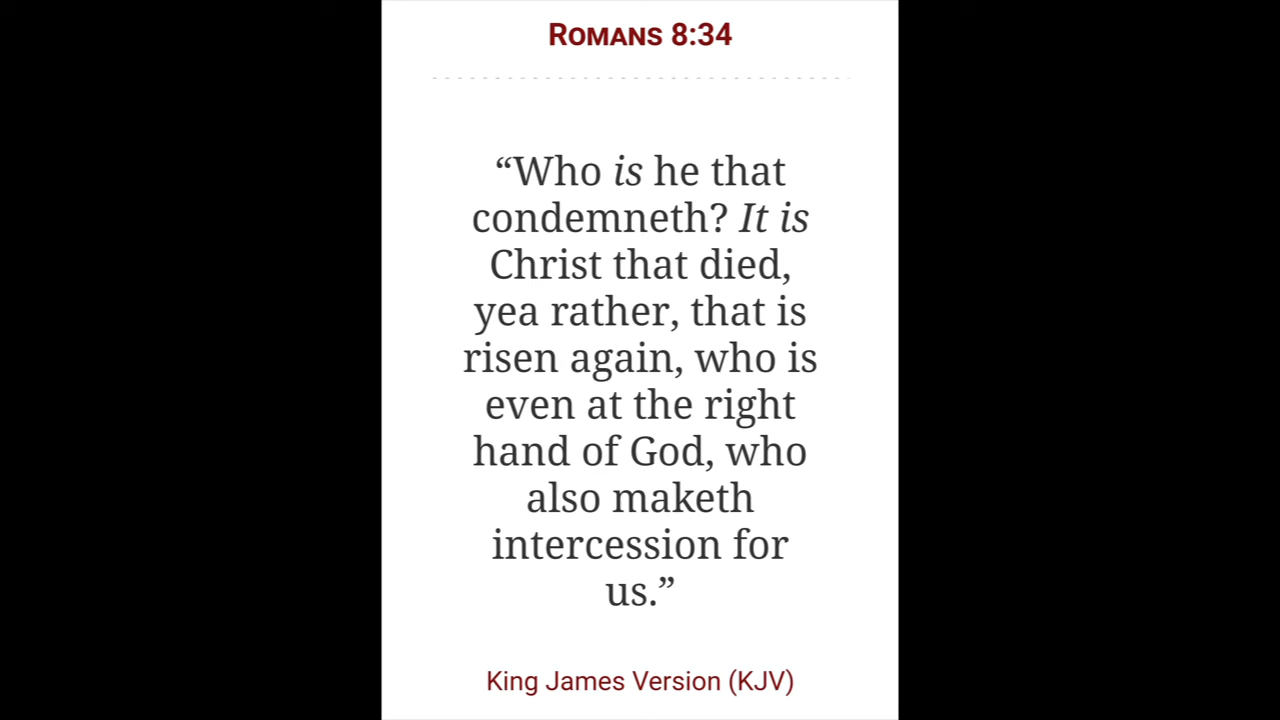 ROMANS 8:34
“Who is he that
condemneth? It is
Christ that died,
yea rather, that is
risen again, who is
even at the right
hand of God, who
also maketh
intercession for
us.”
King James Version (KJV)